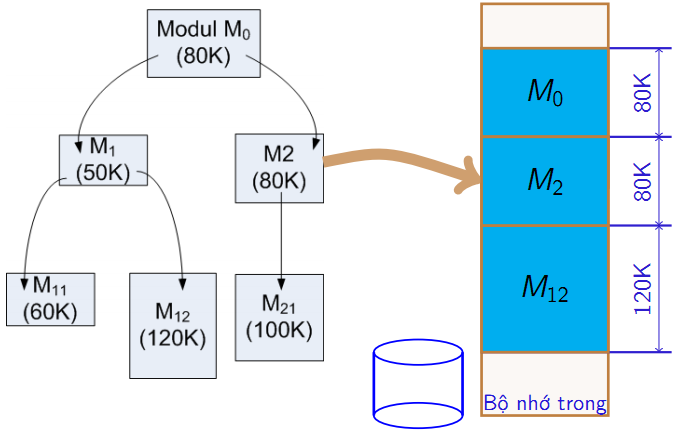 Modul M₀
(80K)
M₁
(50K)
M2
(80K)
M₁₁
(60K)
M₁₂
(120K)
M₂₁
(100K)
M₀
80K
M₂
80K
M₁₂
120K
Bộ nhớ trong